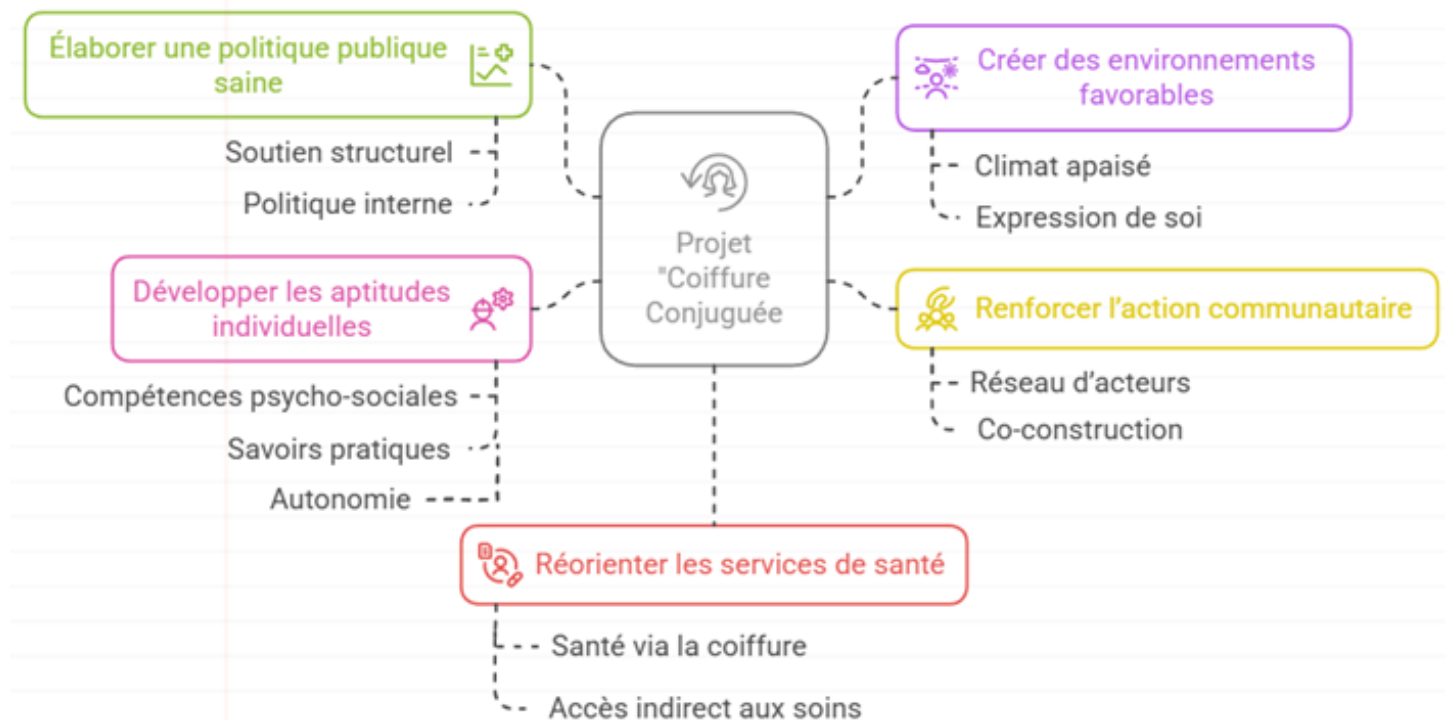 Élaborer une politique publique
saine
Soutien structurel
Politique interne
Développer les aptitudes
individuelles
Compétences psycho-sociales
Savoirs pratiques
Autonomie
Projet
"Coiffure
Conjuguée
Créer des environnements
favorables
Climat apaisé
Expression de soi
Renforcer l'action communautaire
Réseau d'acteurs
Co-construction
Réorienter les services de santé
Santé via la coiffure
Accès indirect aux soins